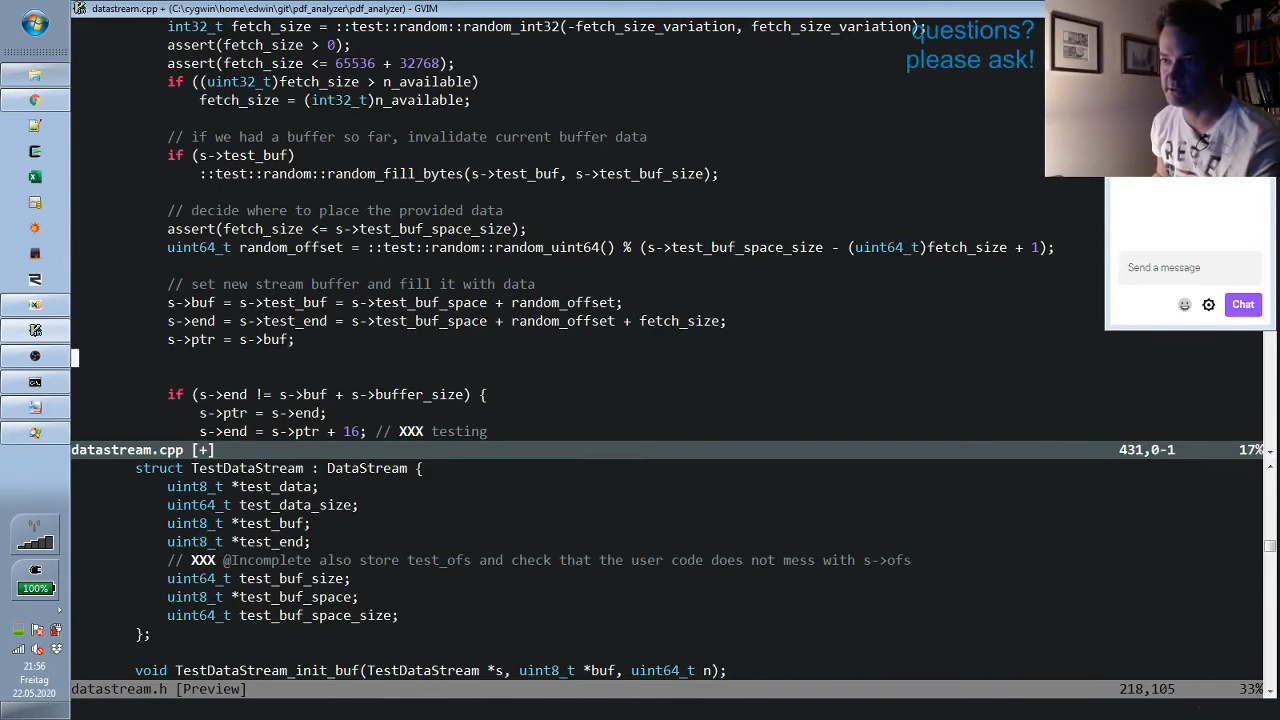 datastream.cpp + (C:\cygwin\home\edwin\git\pdf_analyzer\pdf_analyzer) - GVIM
int32_t fetch_size = ::test::random::random_int32(-fetch_size_variation, fetch_size_variation);
assert(fetch_size > 0);
assert(fetch_size <= 65536 + 32768);
if ((uint32_t)fetch_size > n_available)
fetch_size = (int32_t)n_available;
// if we had a buffer so far, invalidate current buffer data
if (s->test_buf)
::test::random::random_fill_bytes(s->test_buf, s->test_buf_size);
// decide where to place the provided data
assert(fetch_size <= s->test_buf_space_size);
uint64_t random_offset = ::test::random::random_uint64() % (s->test_buf_space_size - (uint64_t)fetch_size + 1);
// set new stream buffer and fill it with data
s->buf = s->test_buf = s->test_buf_space + random_offset;
s->end = s->test_end = s->test_buf_space + random_offset + fetch_size;
s->ptr = s->buf;
if (s->end != s->buf + s->buffer_size) {
s->ptr = s->end;
s->end = s->ptr + 16; // XXX testing
datastream.cpp [+] 431,0-1 17%
struct TestDataStream : DataStream {
uint8_t *test_data;
uint64_t test_data_size;
uint8_t *test_buf;
uint8_t *test_end;
// XXX @Incomplete also store test_ofs and check that the user code does not mess with s->ofs
uint64_t test_buf_size;
uint8_t *test_buf_space;
uint64_t test_buf_space_size;
};
void TestDataStream_init_buf(TestDataStream *s, uint8_t *buf, uint64_t n);
datastream.h [Preview] 218,105 33%
questions?
please ask!
Send a message
Chat
100%
21:56
Freitag
22.05.2020